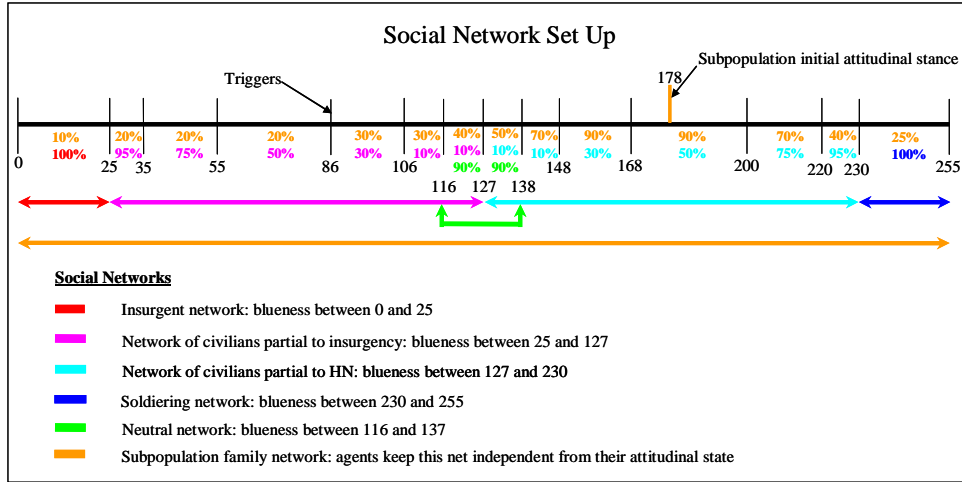 Social Network Set Up
Subpopulation initial attitudinal stance
178
Triggers
10% 20% 20% 20% 30% 30% 40% 50% 70% 90% 90% 70% 40% 25%
100% 95% 75% 50% 30% 10% 10% 10% 10% 30% 50% 75% 95% 100%
90% 90%
0 25 35 55 86 106 148 168 200 220 230 255
116 127 138
Social Networks
Insurgent network: blueness between 0 and 25
Network of civilians partial to insurgency: blueness between 25 and 127
Network of civilians partial to HN: blueness between 127 and 230
Soldiering network: blueness between 230 and 255
Neutral network: blueness between 116 and 137
Subpopulation family network: agents keep this net independent from their attitudinal state